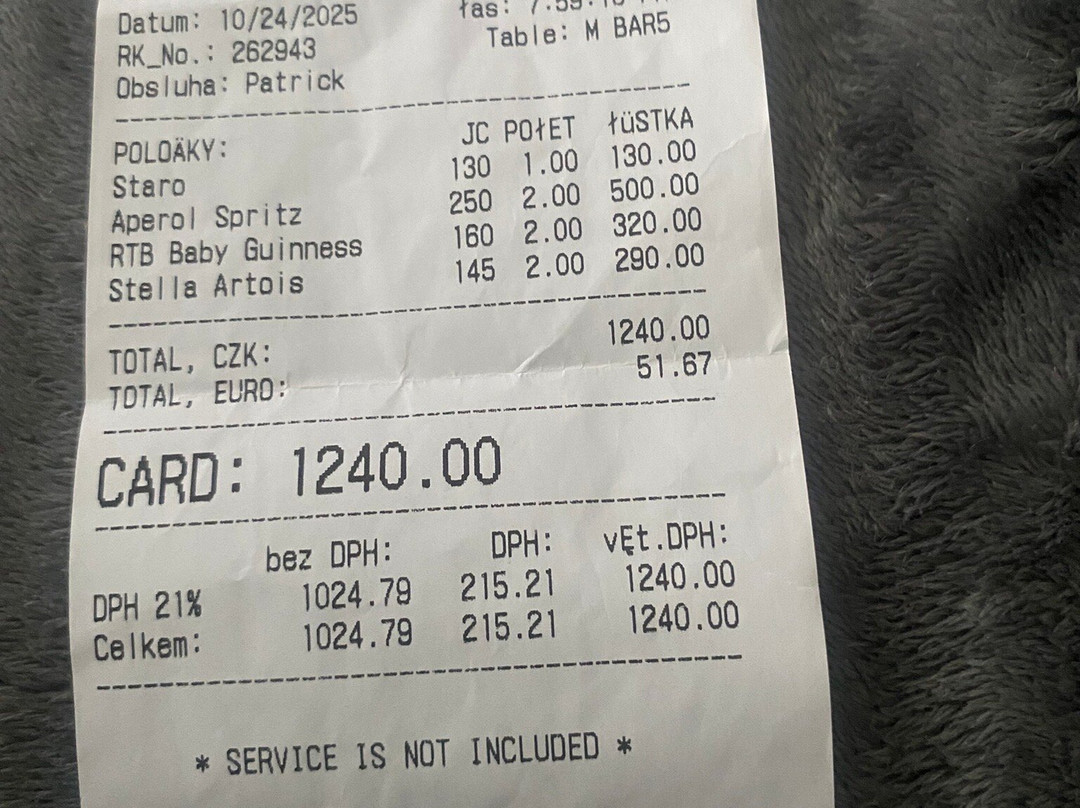 Datum: 10/24/2025 łas:
RK_No.: 262943 Table: M BAR5
Obsluha: Patrick
POLOÄKY: JC POŁET łüSTKA
Staro 130 1.00 130.00
Aperol Spritz 250 2.00 500.00
RTB Baby Guinness 160 2.00 320.00
Stella Artois 145 2.00 290.00
TOTAL, CZK: 1240.00
TOTAL, EURO: 51.67
CARD: 1240.00
bez DPH: DPH: vĘt.DPH:
DPH 21% 1024.79 215.21 1240.00
Celkem: 1024.79 215.21 1240.00
* SERVICE IS NOT INCLUDED *